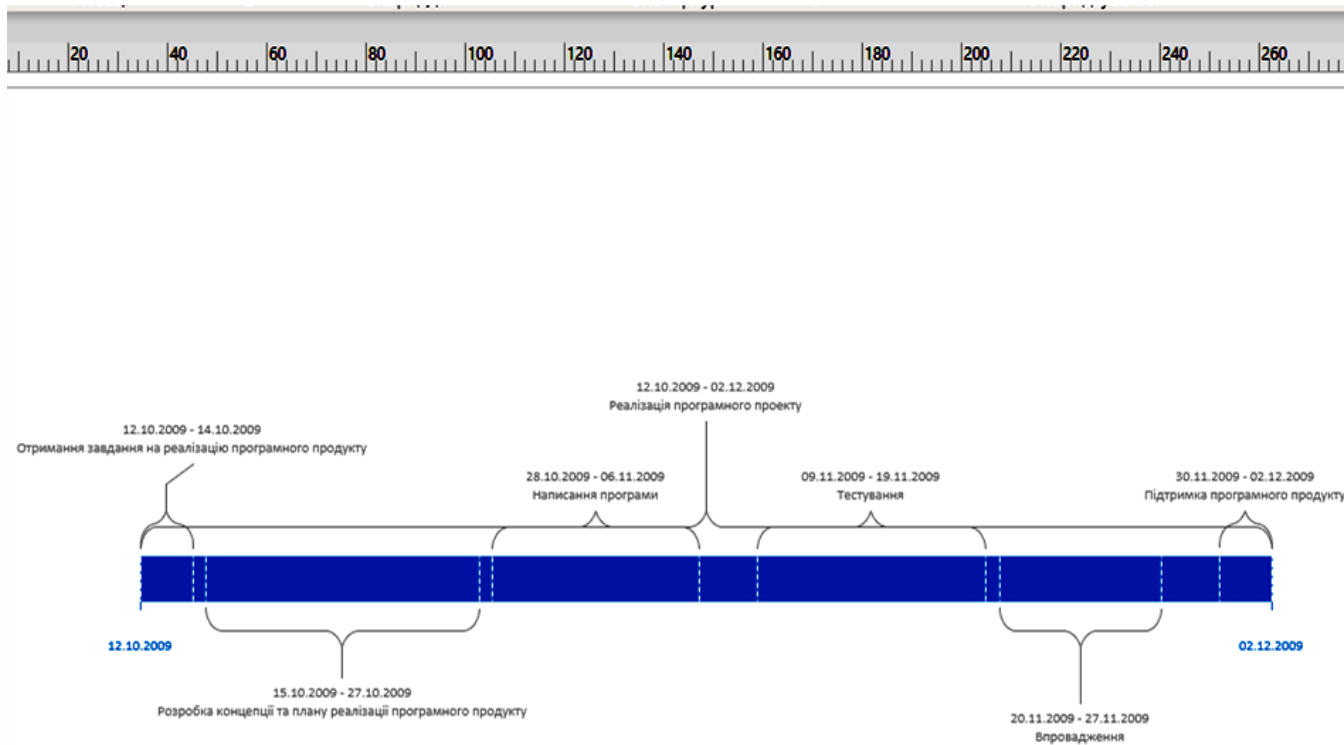 20 40 60 80 100 120 140 160 180 200 220 240 260
12.10.2009 - 02.12.2009
Реалізація програмного проекту
12.10.2009 - 14.10.2009
Отримання завдання на реалізацію програмного продукту
28.10.2009 - 06.11.2009
Написання програми
09.11.2009 - 19.11.2009
Тестування
30.11.2009 - 02.12.2009
Підтримка програмного продукту
12.10.2009
02.12.2009
15.10.2009 - 27.10.2009
Розробка концепції та плану реалізації програмного продукту
20.11.2009 - 27.11.2009
Впровадження